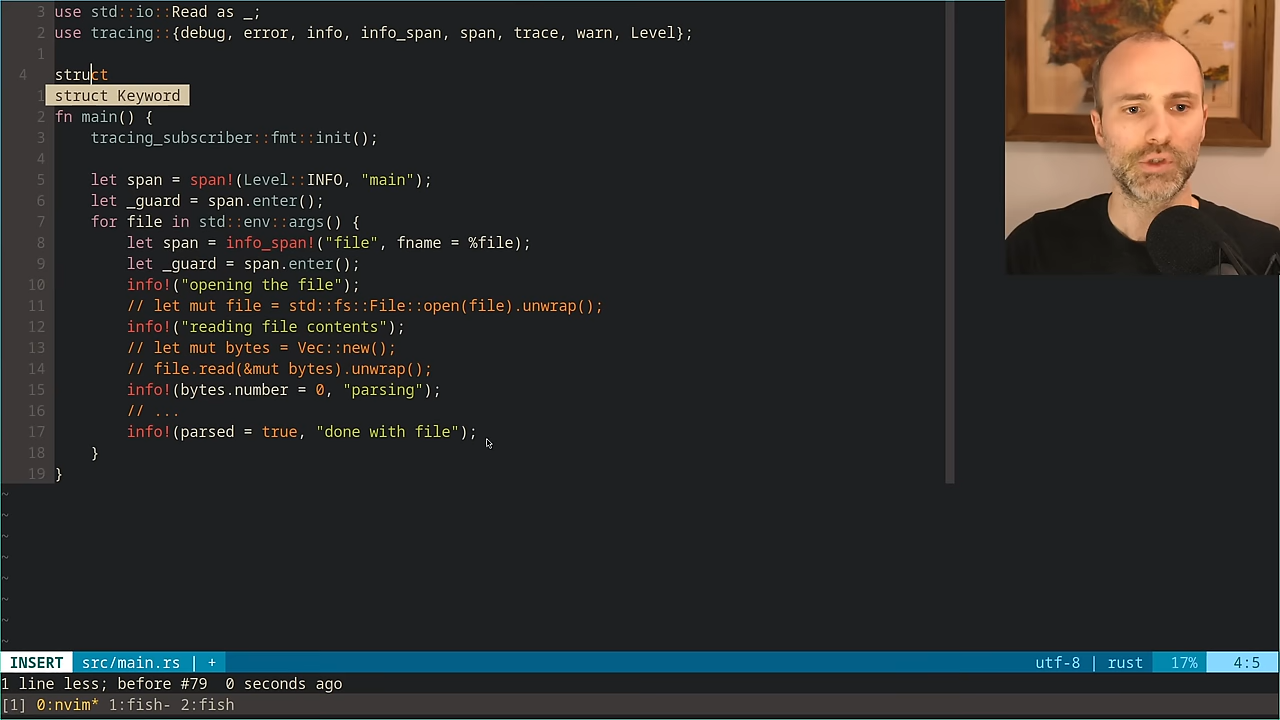 3 use std::io::Read as _;
2 use tracing::{debug, error, info, info_span, span, trace, warn, Level};
1
4 struct
1 struct Keyword
2 fn main() {
3     tracing_subscriber::fmt::init();
4
5     let span = span!(Level::INFO, "main");
6     let _guard = span.enter();
7     for file in std::env::args() {
8         let span = info_span!("file", fname = %file);
9         let _guard = span.enter();
10         info!("opening the file");
11         // let mut file = std::fs::File::open(file).unwrap();
12         info!("reading file contents");
13         // let mut bytes = Vec::new();
14         // file.read(&mut bytes).unwrap();
15         info!(bytes.number = 0, "parsing");
16         // ...
17         info!(parsed = true, "done with file");
18     }
19 }
~
~
~
~
~
~
~
~
INSERT src/main.rs | + utf-8 | rust 17% 4:5
1 line less; before #79  0 seconds ago
[1] 0:nvim* 1:fish- 2:fish